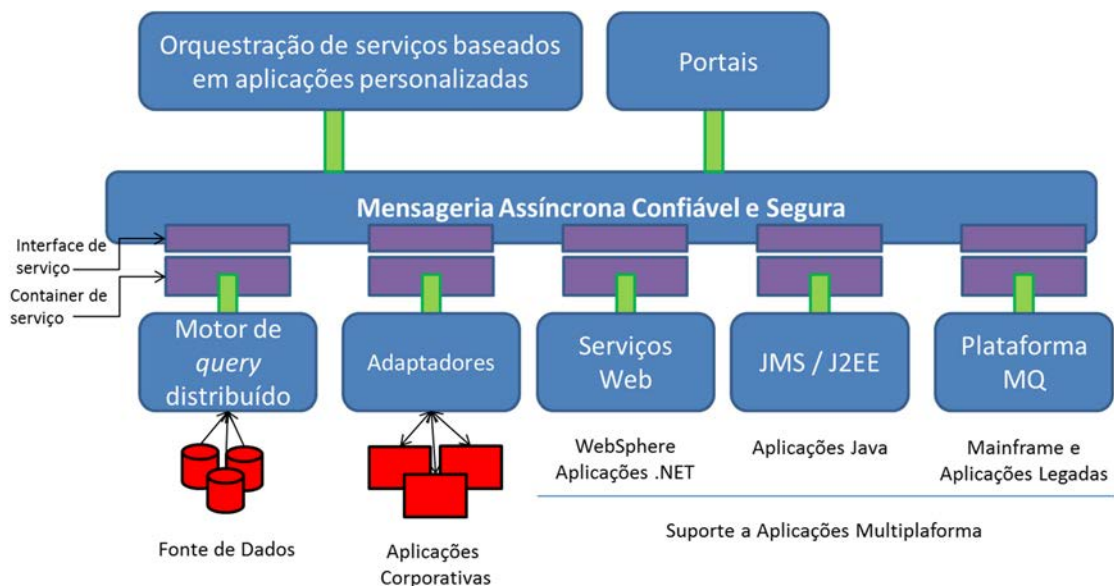 Orquestração de serviços baseados
em aplicações personalizadas
Portais
Mensageria Assíncrona Confiável e Segura
Interface de
serviço
Container de
serviço
Motor de
query
distribuído
Adaptadores
Serviços
Web
JMS / J2EE
Plataforma
MQ
WebSphere
Aplicações .NET
Aplicações Java
Mainframe e
Aplicações Legadas
Fonte de Dados
Aplicações
Corporativas
Suporte a Aplicações Multiplaforma